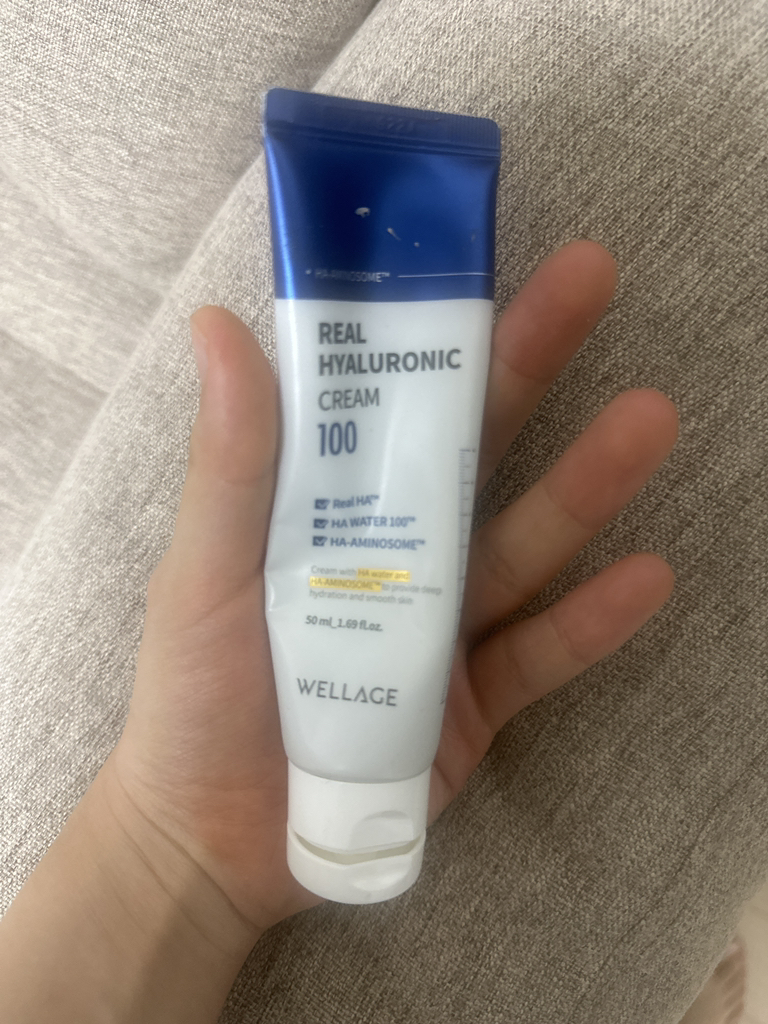 HA-AMINOSOME™
REAL
HYALURONIC
CREAM
100
Real HA™
HA WATER 100™
HA-AMINOSOME™
Cream with HA water and
HA-AMINOSOME™ to provide deep
hydration and smooth skin
50 ml_1.69 fl.oz.
WELLAGE